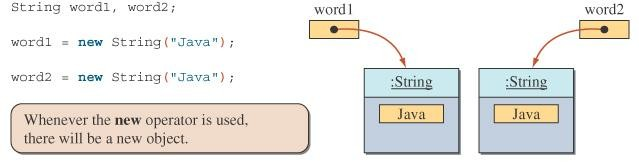 String word1, word2;
word1 = new String("Java");
word2 = new String("Java");
Whenever the new operator is used,
there will be a new object.
word1
word2
:String
:String
Java
Java